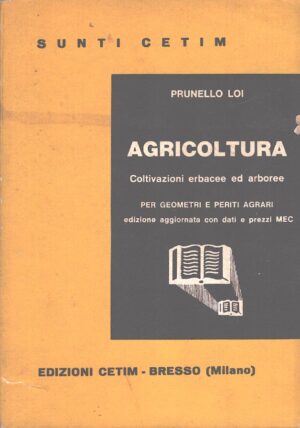 SUNTI CETIM
PRUNELLO LOI
AGRICOLTURA
Coltivazioni erbacee ed arboree
PER GEOMETRI E PERITI AGRARI
edizione aggiornata con dati e prezzi MEC
EDIZIONI CETIM - BRESSO (Milano)